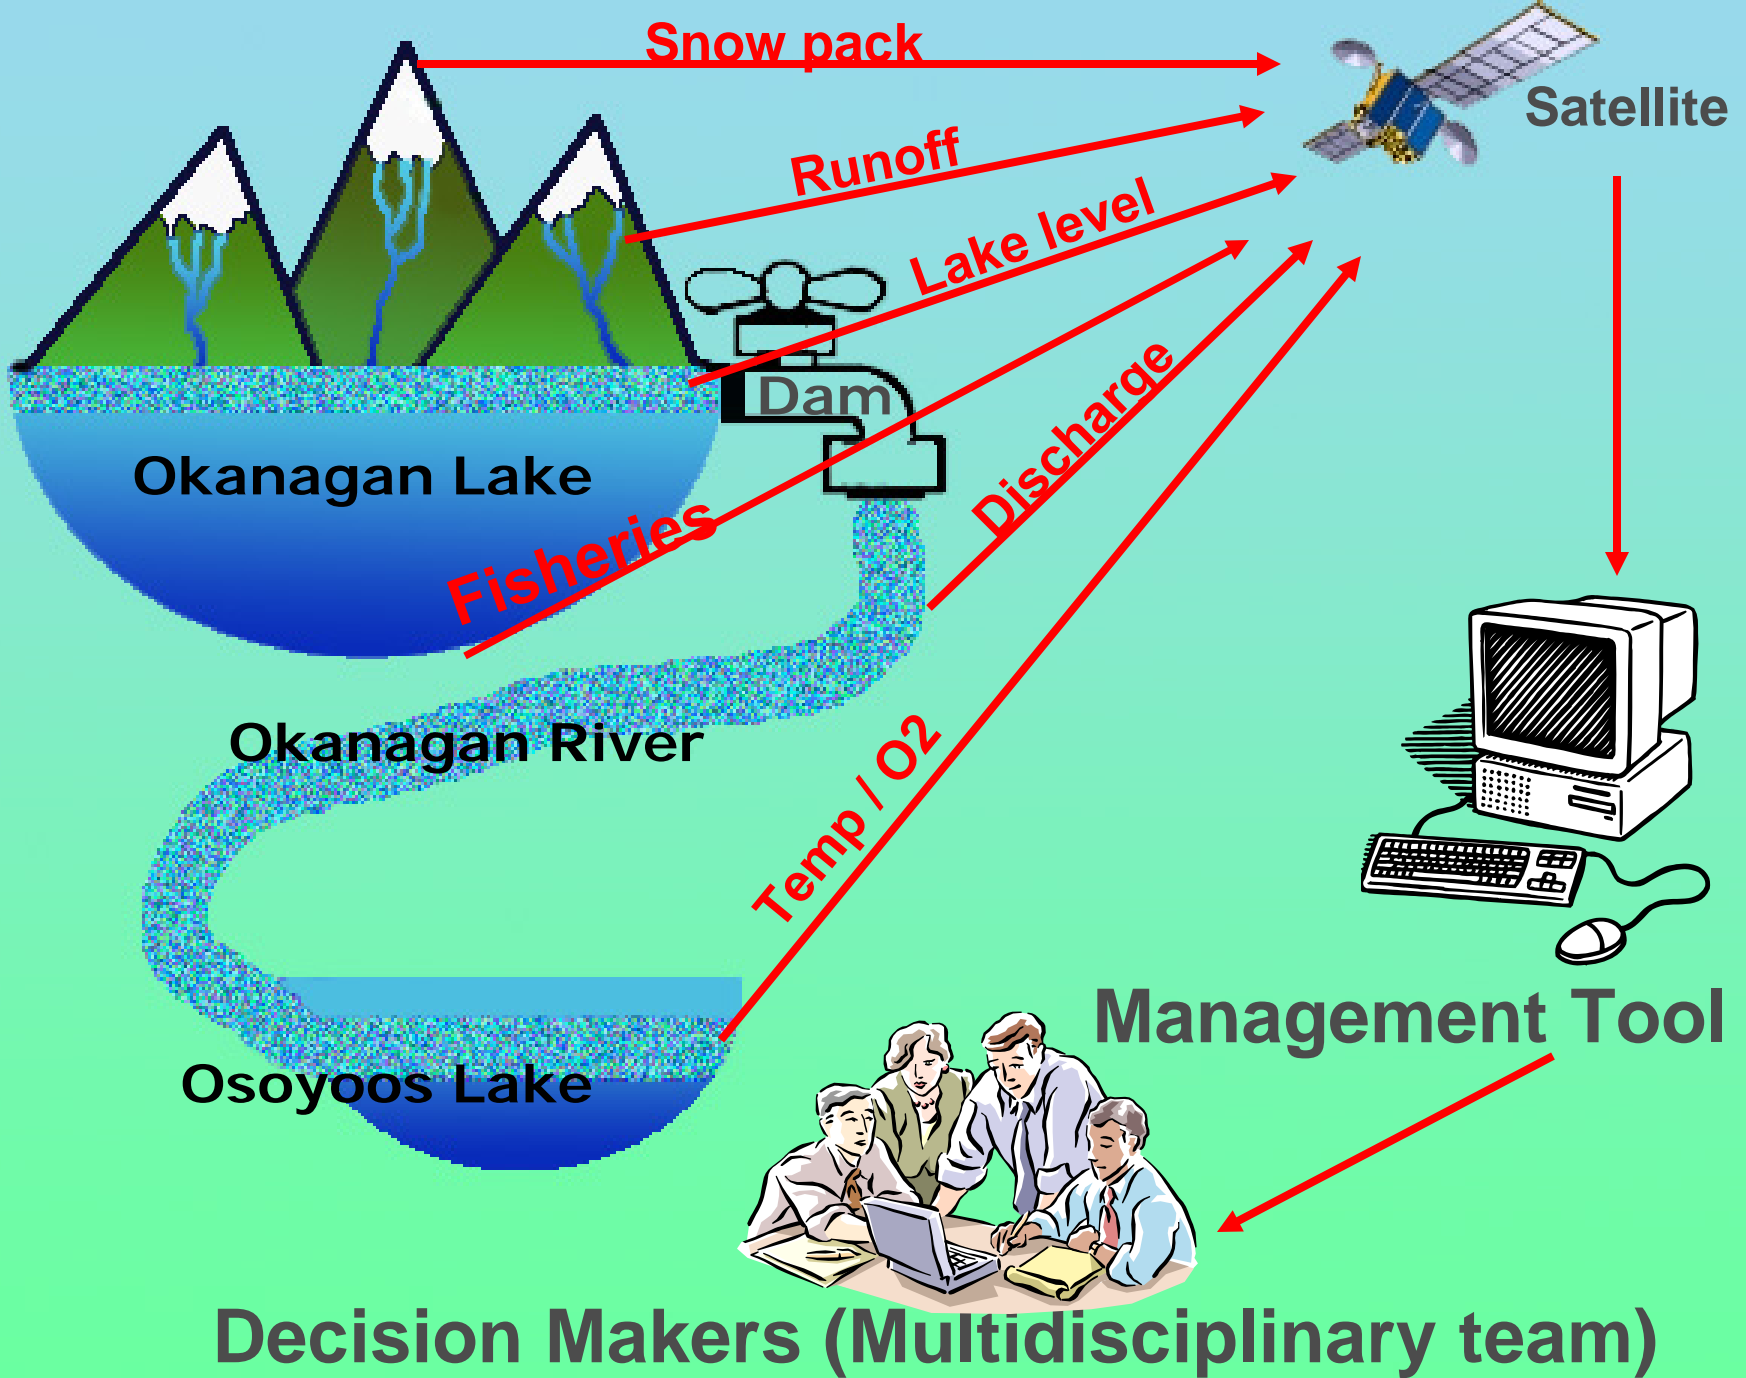 Snow pack
Satellite
Runoff
Lake level
Dam
Discharge
Okanagan Lake
Fisheries
Okanagan River
Temp / O2
Management Tool
Osoyoos Lake
Decision Makers (Multidisciplinary team)